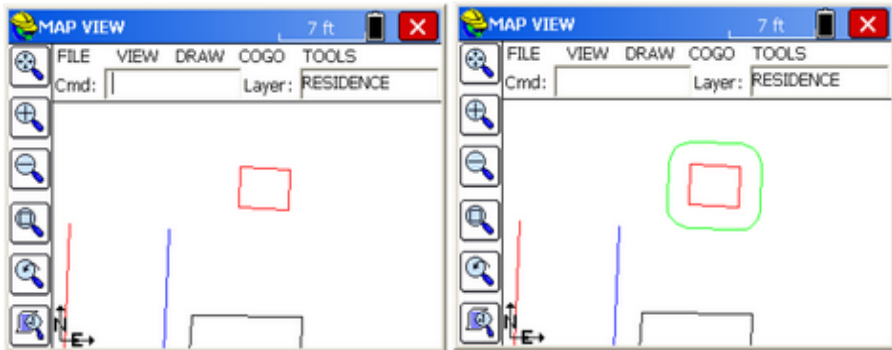 MAP VIEW 7 ft
FILE VIEW DRAW COGO TOOLS
Cmd: Layer: RESIDENCE
N
E
MAP VIEW 7 ft
FILE VIEW DRAW COGO TOOLS
Cmd: Layer: RESIDENCE
N
E